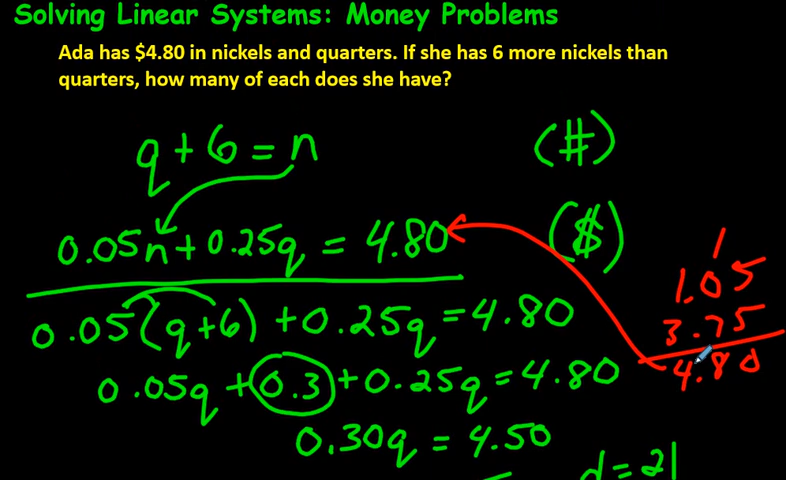 Solving Linear Systems: Money Problems
Ada has $4.80 in nickels and quarters. If she has 6 more nickels than
quarters, how many of each does she have?
q + 6 = n (#)
0.05n + 0.25q = 4.80 ($)
0.05(q+6) + 0.25q = 4.80
0.05q + 0.3 + 0.25q = 4.80
0.30q = 4.50
1
1.05
3.75
4.80